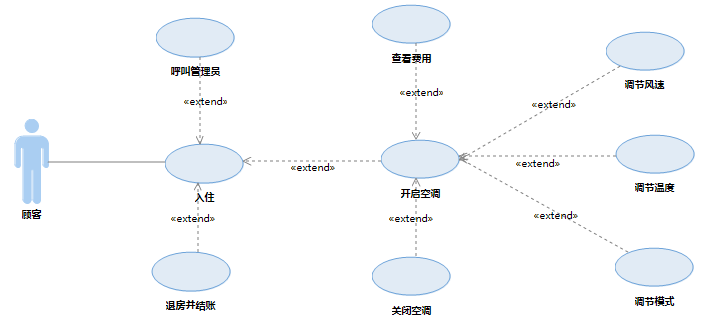 呼叫管理员
查看费用
调节风速
«extend»
«extend»
«extend»
顾客
入住
«extend»
开启空调
«extend»
调节温度
«extend»
«extend»
«extend»
退房并结账
关闭空调
调节模式